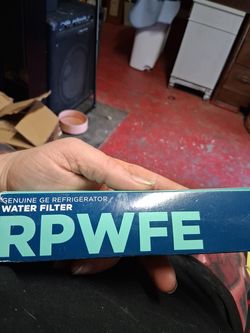 GENUINE GE REFRIGERATOR
WATER FILTER
RPWFE